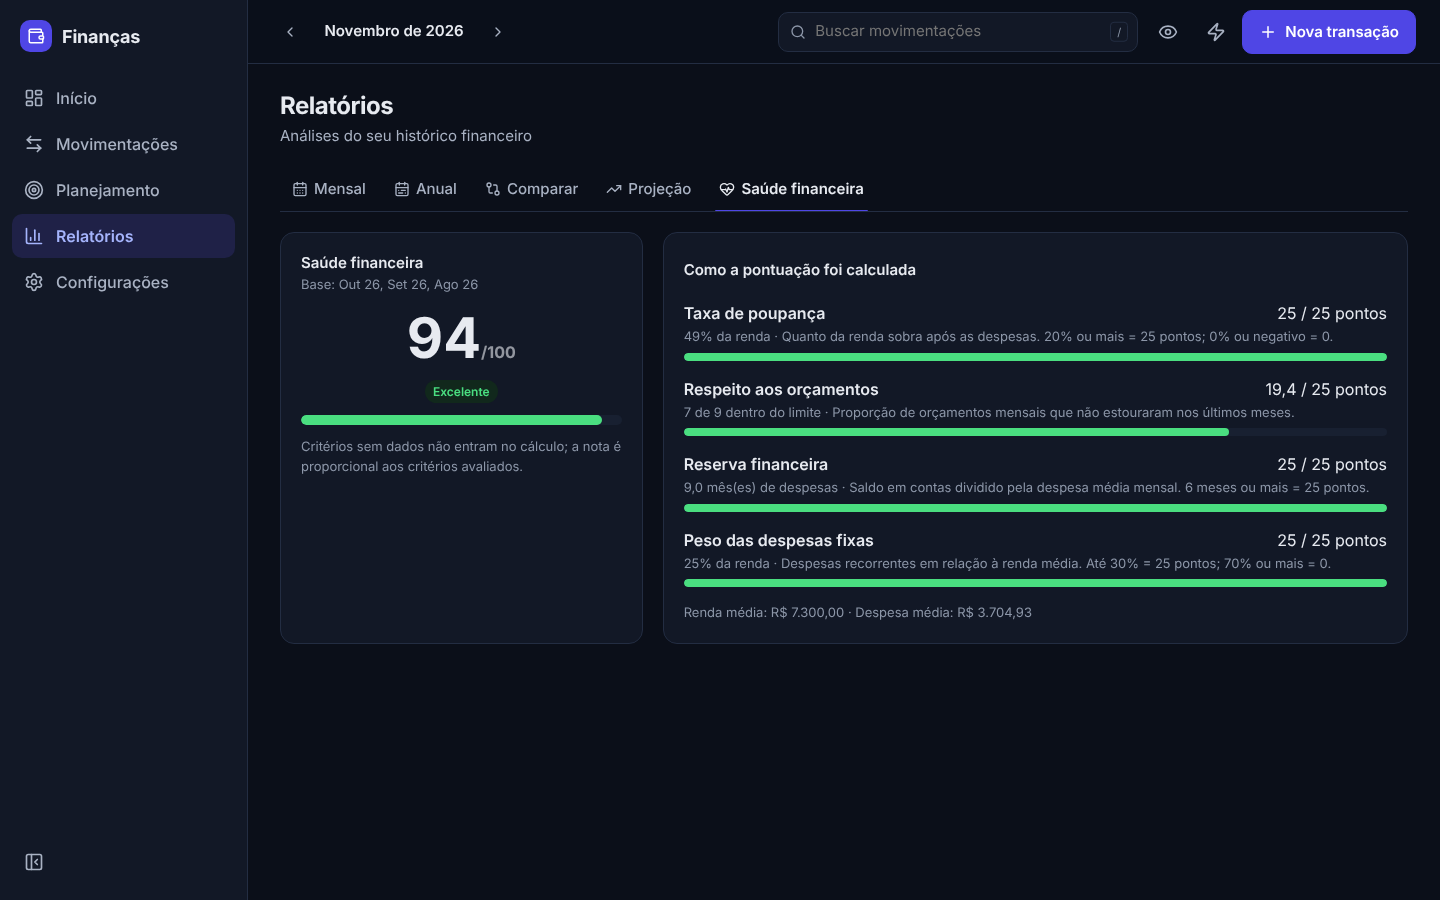 Finanças
Início
Movimentações
Planejamento
Relatórios
Configurações
Novembro de 2026
Buscar movimentações
/
Nova transação
Relatórios
Análises do seu histórico financeiro
Mensal
Anual
Comparar
Projeção
Saúde financeira
Saúde financeira
Base: Out 26, Set 26, Ago 26
94/100
Excelente
Critérios sem dados não entram no cálculo; a nota é
proporcional aos critérios avaliados.
Como a pontuação foi calculada
Taxa de poupança 25 / 25 pontos
49% da renda · Quanto da renda sobra após as despesas. 20% ou mais = 25 pontos; 0% ou negativo = 0.
Respeito aos orçamentos 19,4 / 25 pontos
7 de 9 dentro do limite · Proporção de orçamentos mensais que não estouraram nos últimos meses.
Reserva financeira 25 / 25 pontos
9,0 mês(es) de despesas · Saldo em contas dividido pela despesa média mensal. 6 meses ou mais = 25 pontos.
Peso das despesas fixas 25 / 25 pontos
25% da renda · Despesas recorrentes em relação à renda média. Até 30% = 25 pontos; 70% ou mais = 0.
Renda média: R$ 7.300,00 · Despesa média: R$ 3.704,93